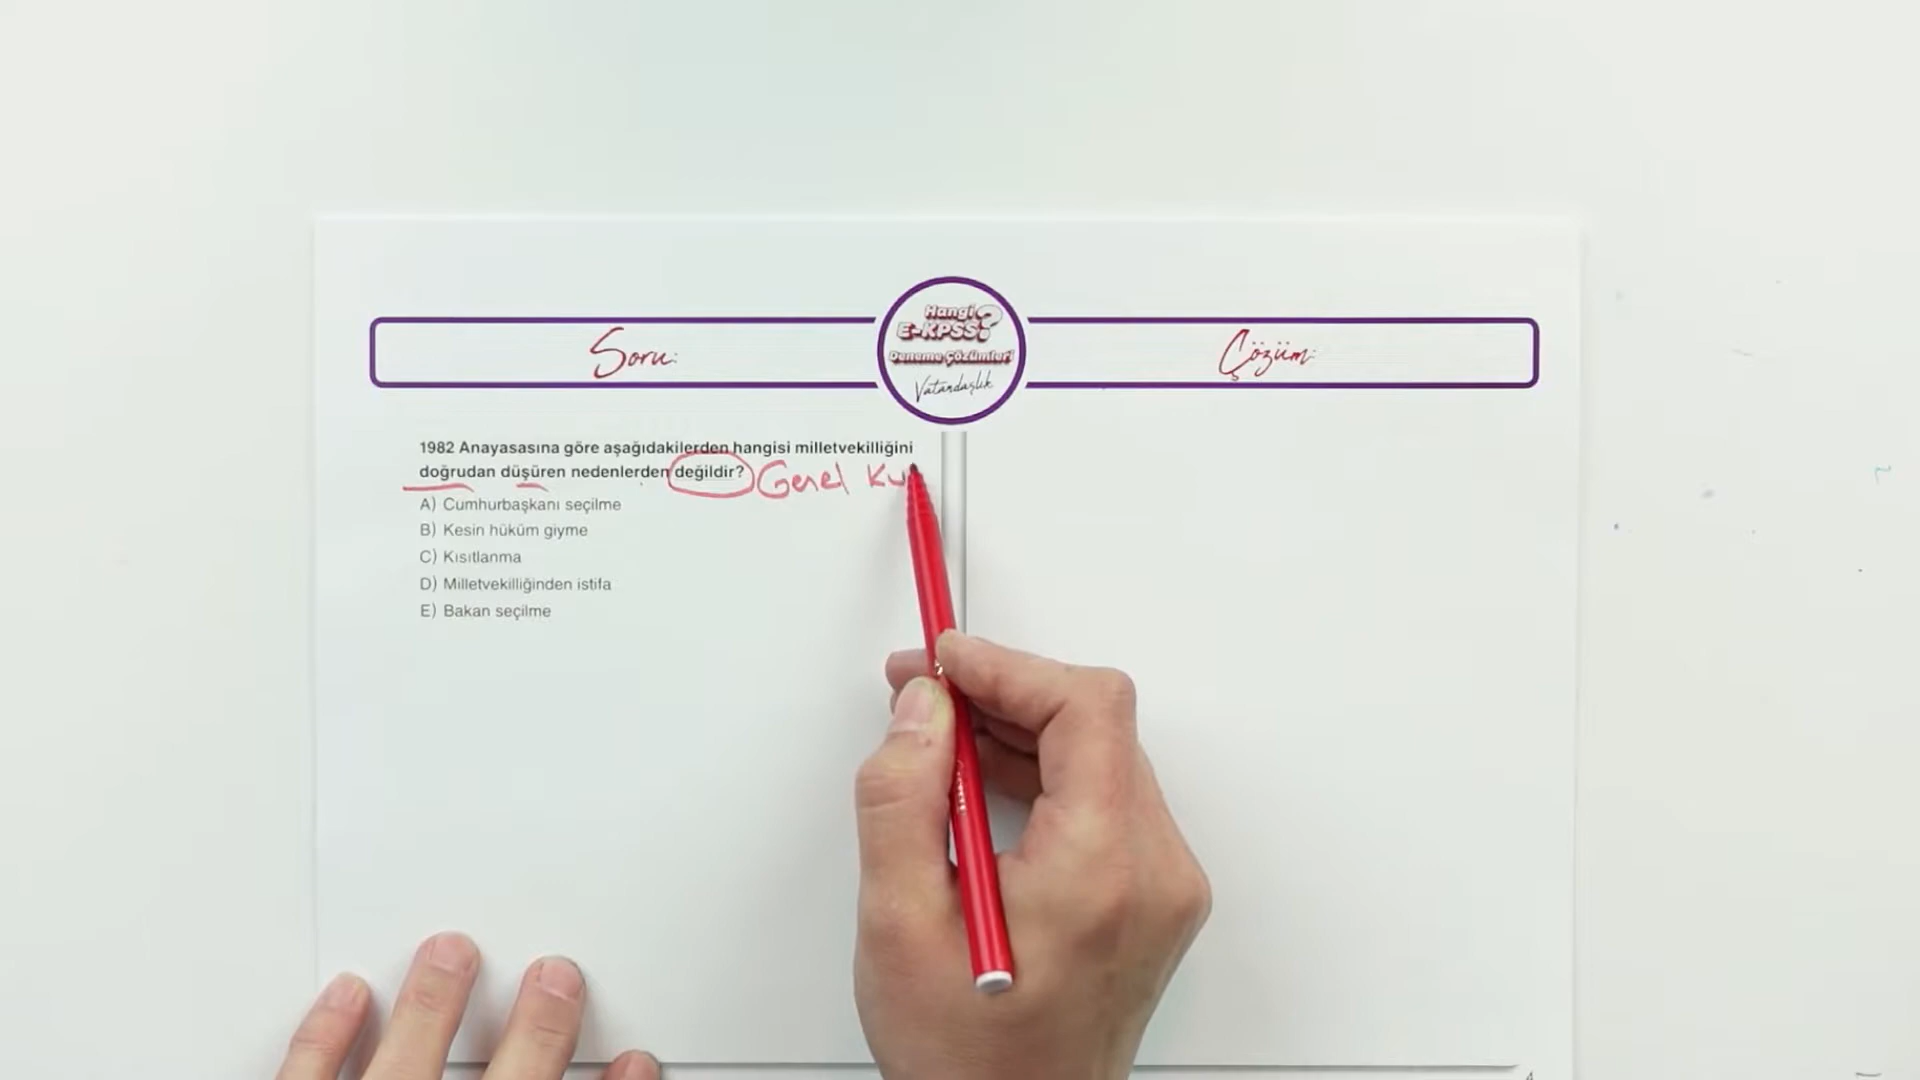 Hangi
E-KPSS?
Deneme Çözümleri
Vatandaşlık
Soru:
Çözüm:
1982 Anayasasına göre aşağıdakilerden hangisi milletvekilliğini
doğrudan düşüren nedenlerden değildir? Genel Ku
A) Cumhurbaşkanı seçilme
B) Kesin hüküm giyme
C) Kısıtlanma
D) Milletvekilliğinden istifa
E) Bakan seçilme